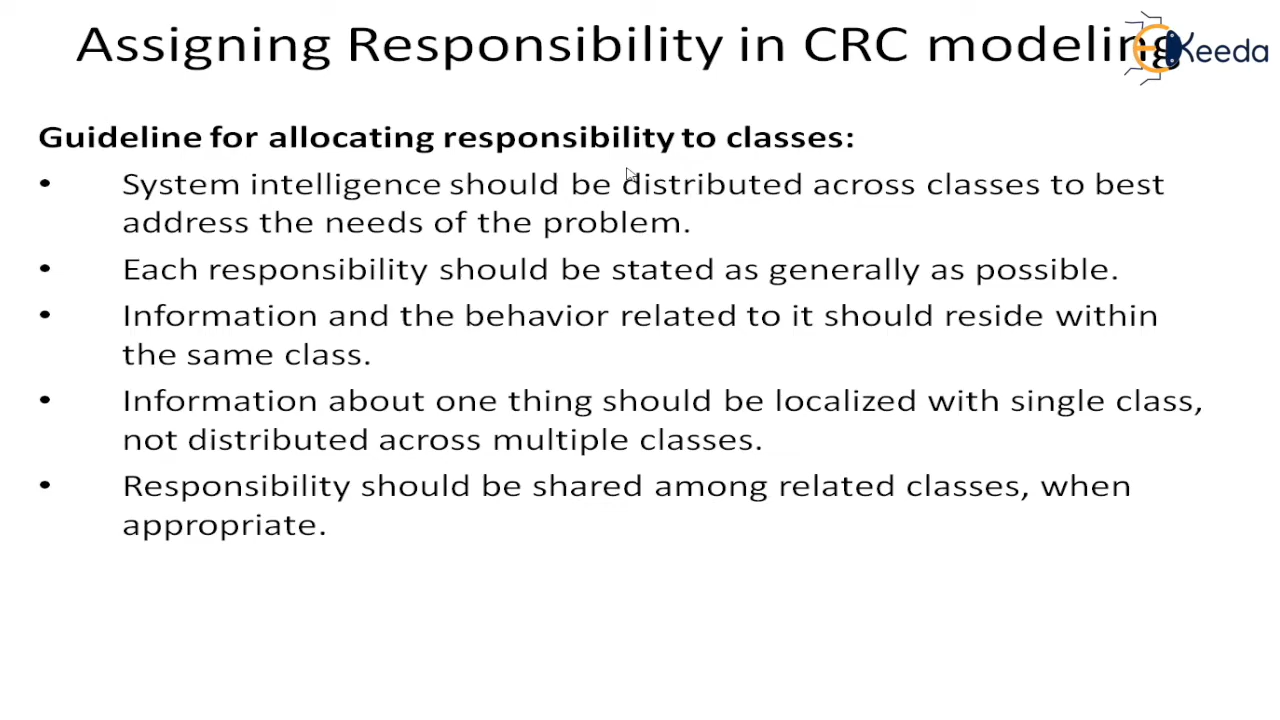 Assigning Responsibility in CRC modeling
Keeda
Guideline for allocating responsibility to classes:
• System intelligence should be distributed across classes to best
address the needs of the problem.
• Each responsibility should be stated as generally as possible.
• Information and the behavior related to it should reside within
the same class.
• Information about one thing should be localized with single class,
not distributed across multiple classes.
• Responsibility should be shared among related classes, when
appropriate.